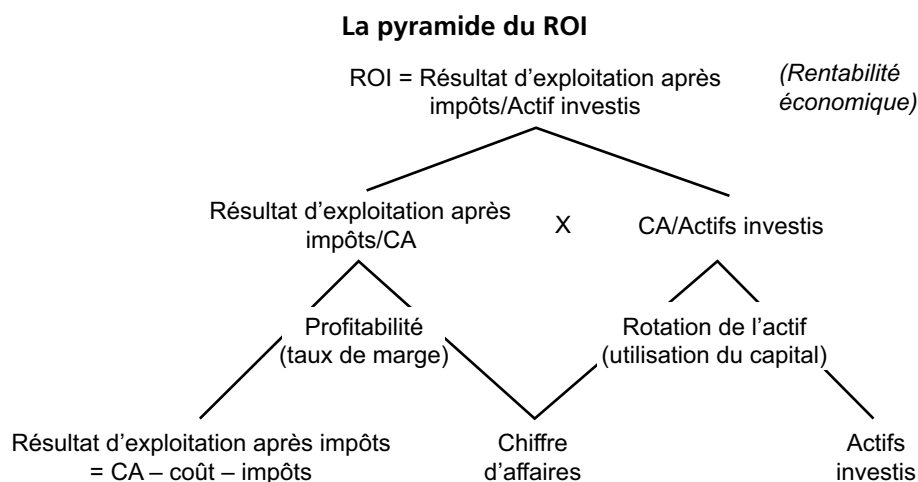 La pyramide du ROI
ROI = Résultat d’exploitation après
impôts/Actif investis
(Rentabilité
économique)
Résultat d’exploitation après
impôts/CA
X
CA/Actifs investis
Profitabilité
(taux de marge)
Rotation de l’actif
(utilisation du capital)
Résultat d’exploitation après impôts
= CA – coût – impôts
Chiffre
d’affaires
Actifs
investis